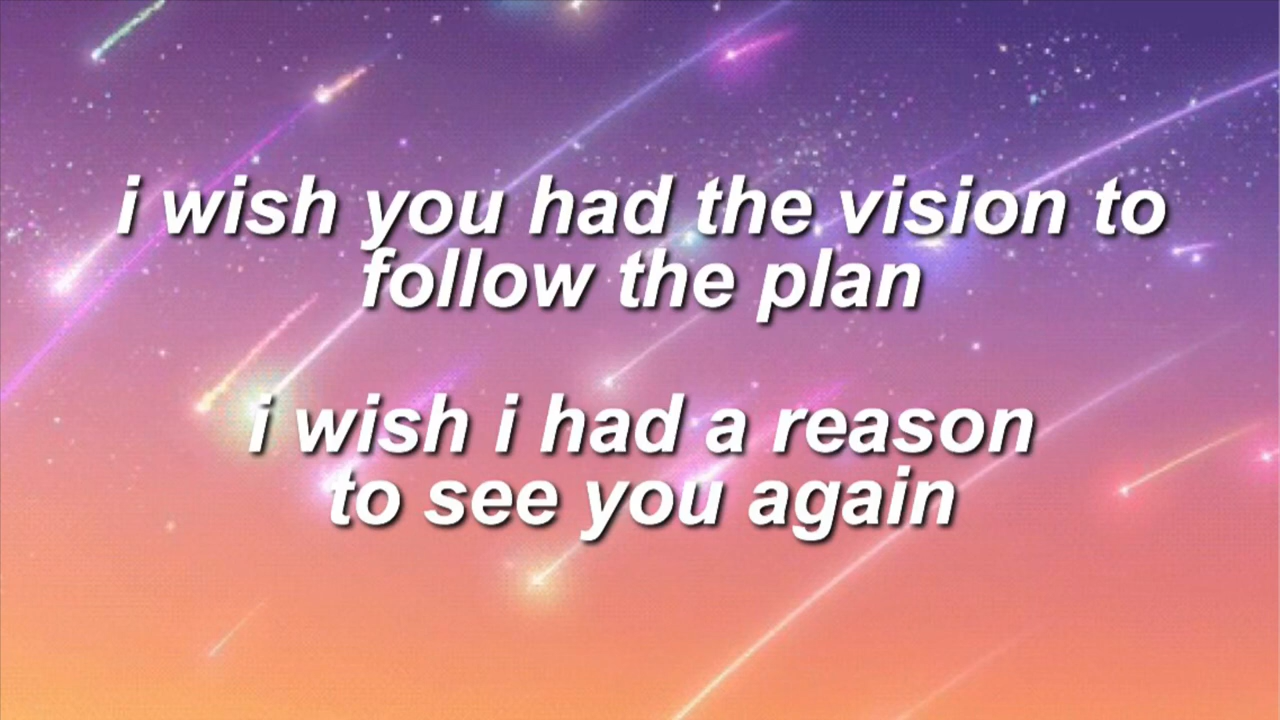 i wish you had the vision to
follow the plan
i wish i had a reason
to see you again